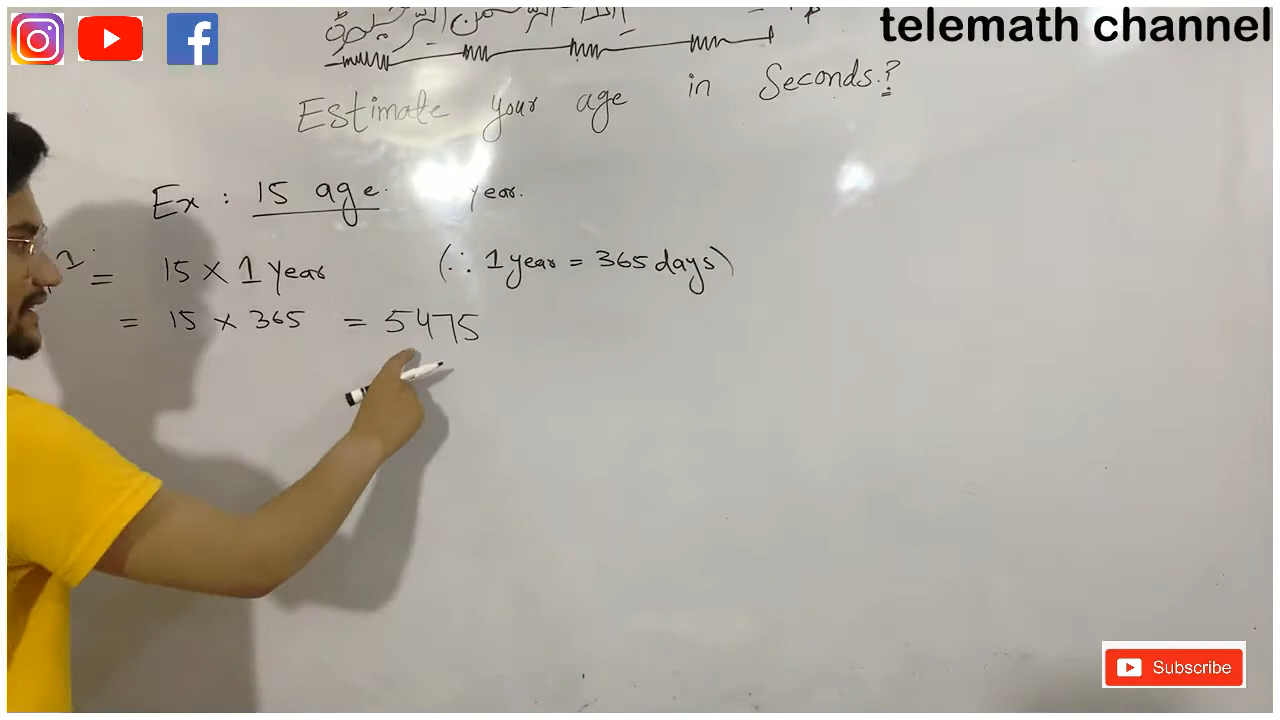 telemath channel
Estimate your age in Seconds.?
Ex : 15 age. year.
= 15 × 1 Year (∴ 1 year = 365 days)
= 15 × 365 = 5475
Subscribe